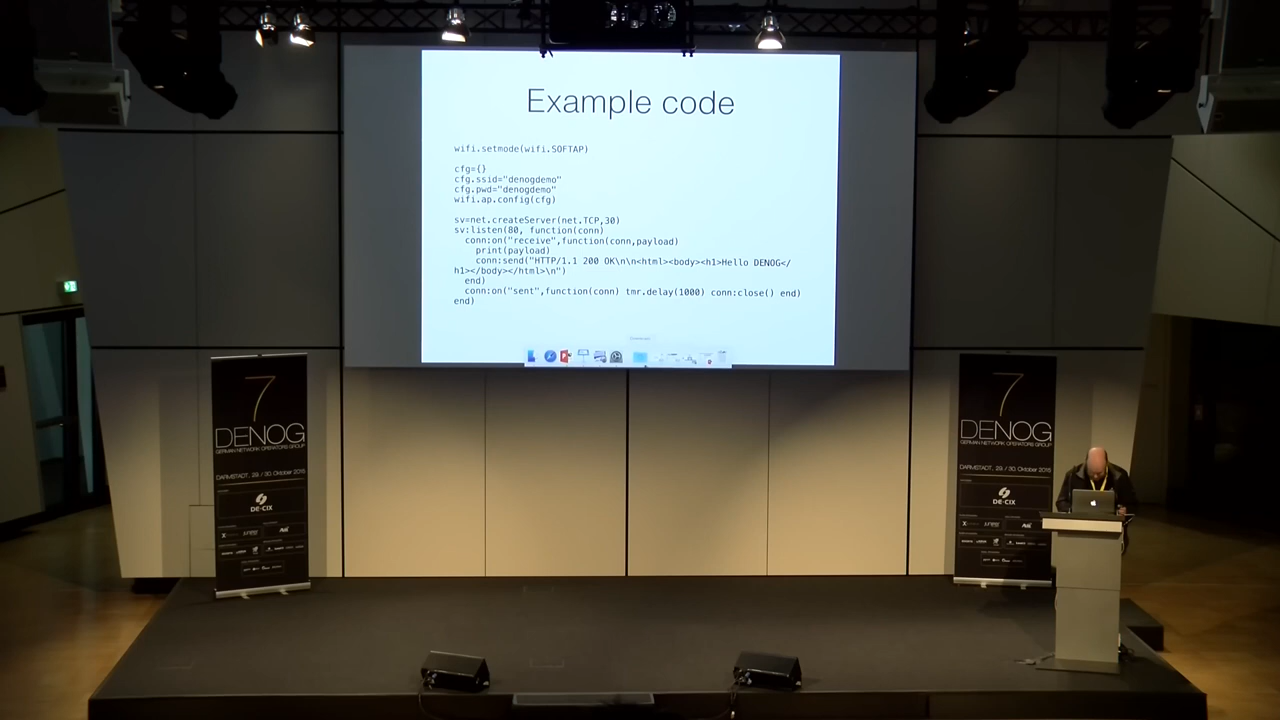 Example code
wifi.setmode(wifi.SOFTAP)
cfg={}
cfg.ssid="denogdemo"
cfg.pwd="denogdemo"
wifi.ap.config(cfg)
sv=net.createServer(net.TCP,30)
sv:listen(80, function(conn)
conn:on("receive",function(conn,payload)
print(payload)
conn:send("HTTP/1.1 200 OK\n\n<html><body><h1>Hello DENOG</
h1></body></html>\n")
end)
conn:on("sent",function(conn) tmr.delay(1000) conn:close() end)
end)
7
DENOG
GERMAN NETWORK OPERATORS GROUP
DARMSTADT, 29. / 30. Oktober 2015
DE-CIX
7
DENOG
GERMAN NETWORK OPERATORS GROUP
DARMSTADT, 29. / 30. Oktober 2015
DE-CIX